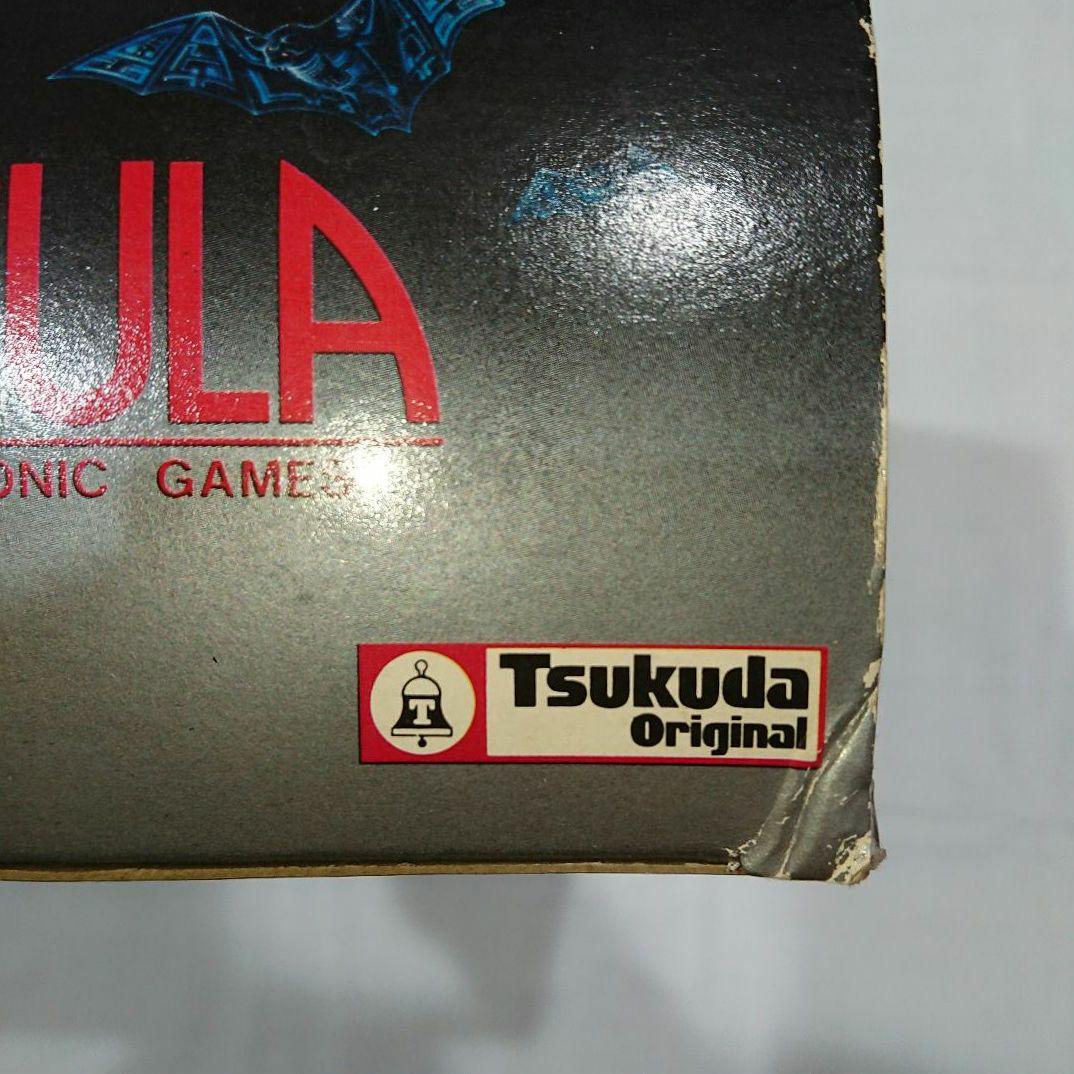 ULA
ONIC GAMES
T
Tsukuda
Original